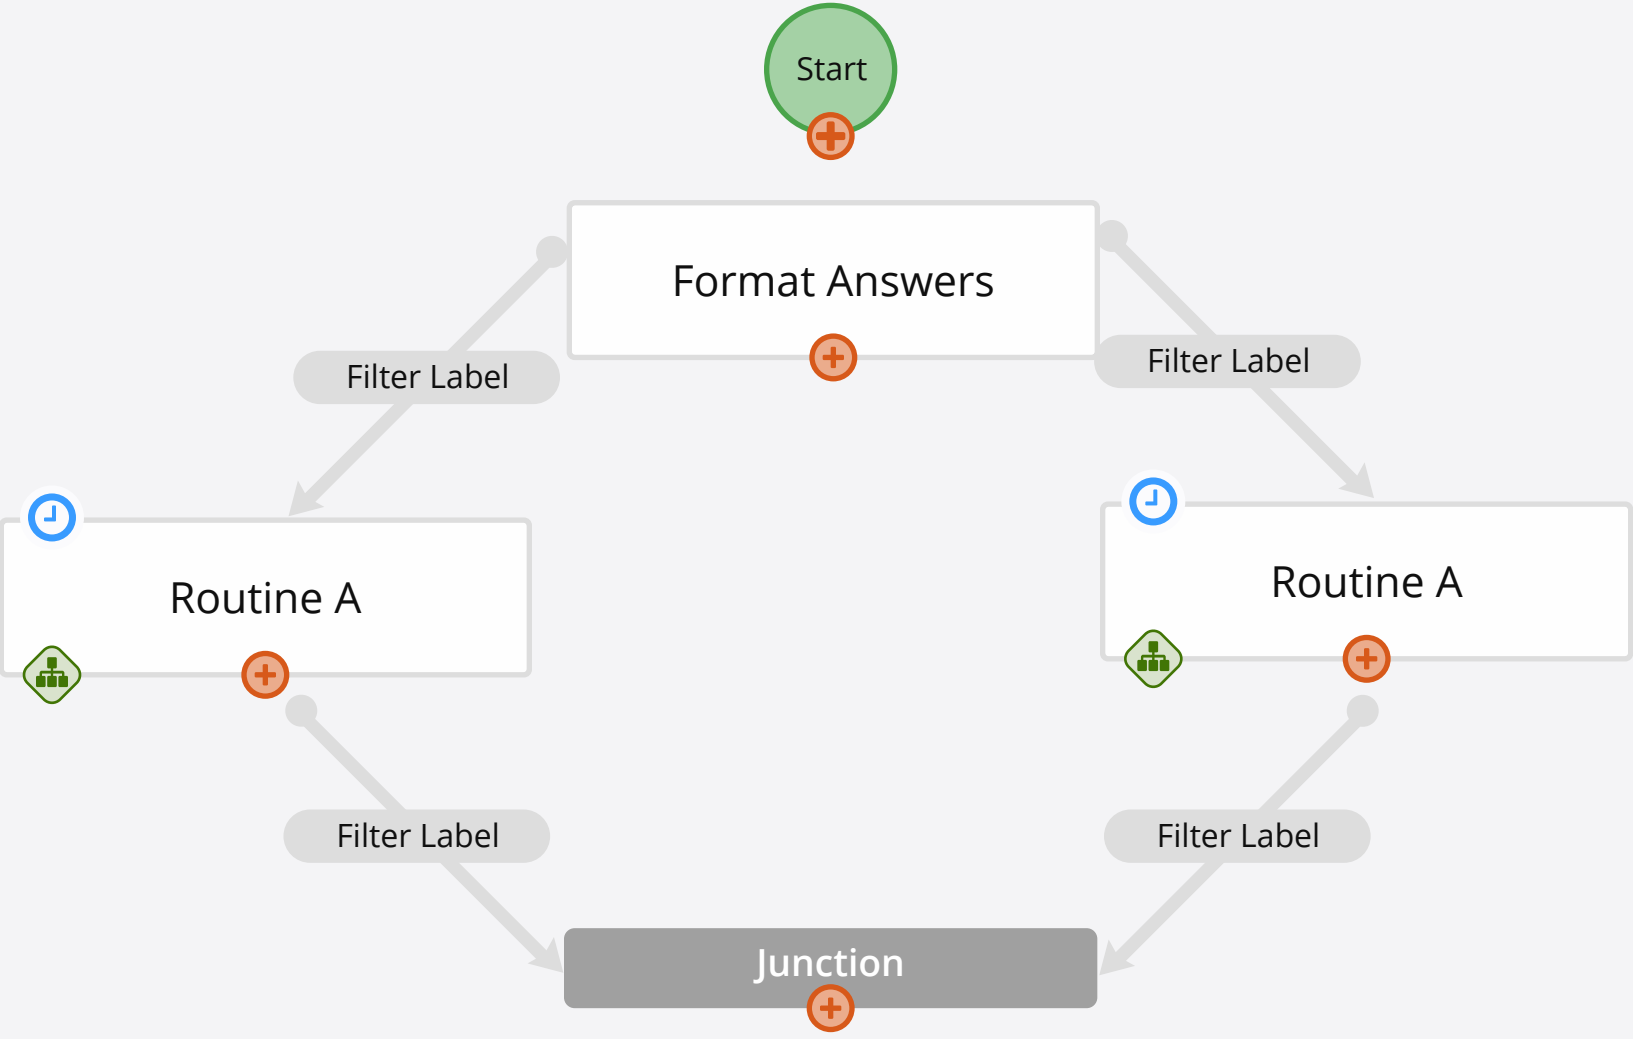 Start
Format Answers
Filter Label
Filter Label
Routine A
Routine A
Filter Label
Filter Label
Junction